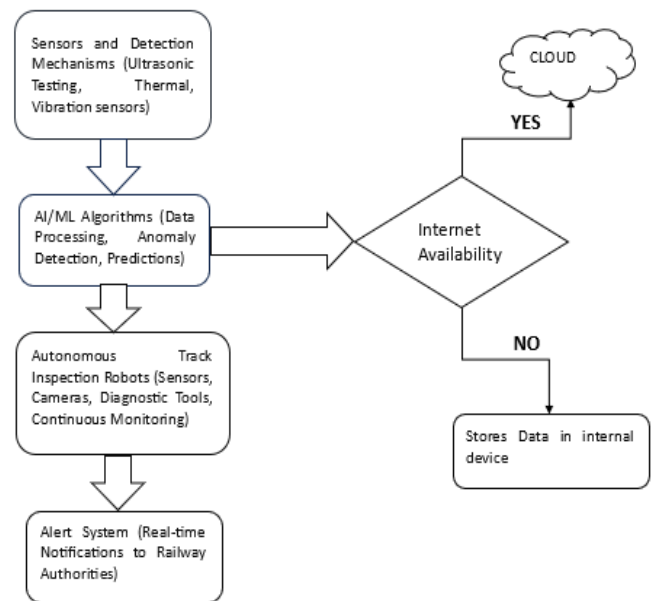 Sensors and Detection
Mechanisms (Ultrasonic
Testing, Thermal,
Vibration sensors)
AI/ML Algorithms (Data
Processing, Anomaly
Detection, Predictions)
Autonomous Track
Inspection Robots (Sensors,
Cameras, Diagnostic Tools,
Continuous Monitoring)
Alert System (Real-time
Notifications to Railway
Authorities)
Internet
Availability
YES
CLOUD
NO
Stores Data in internal
device